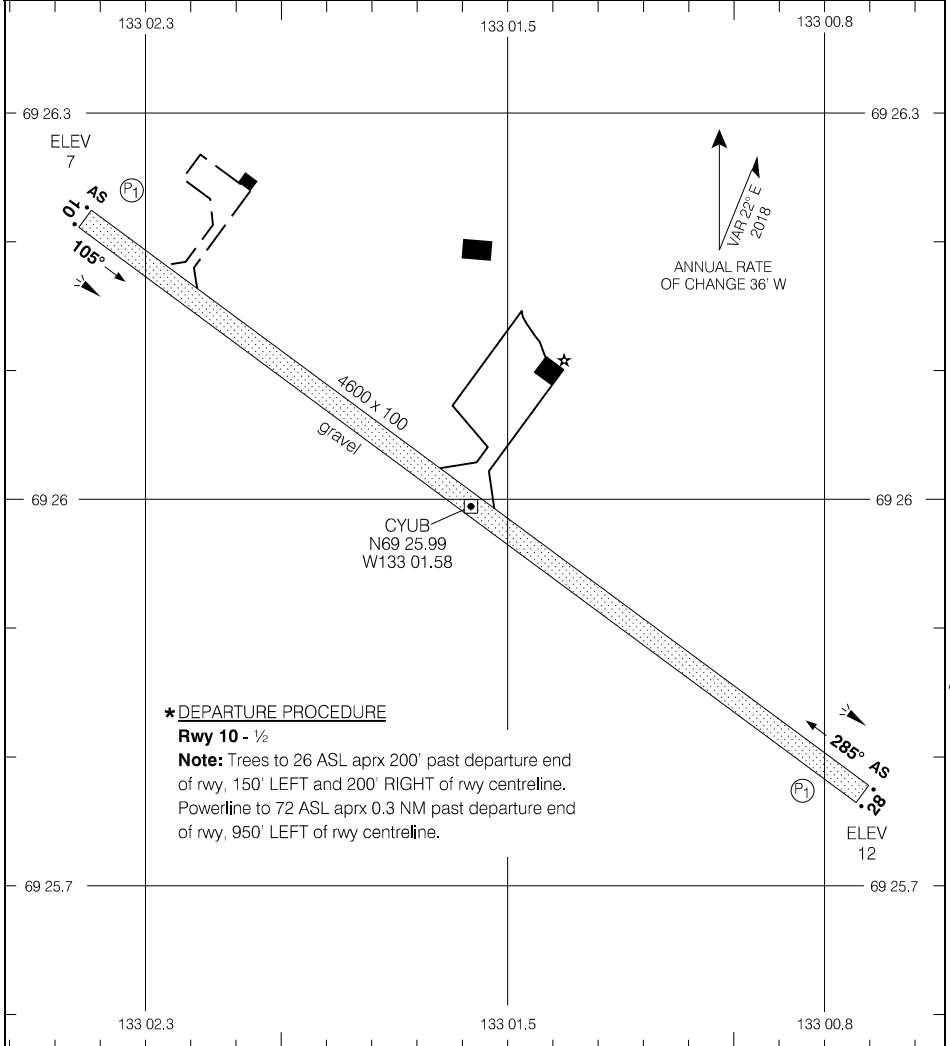 133 02.3
133 01.5
133 00.8
69 26.3
69 26.3
ELEV
7
P1
AS
10
105°
VAR 22° E
2018
ANNUAL RATE
OF CHANGE 36' W
4600 x 100
gravel
69 26
69 26
CYUB
N69 25.99
W133 01.58
*DEPARTURE PROCEDURE
Rwy 10 - ½
Note: Trees to 26 ASL aprx 200' past departure end
of rwy, 150' LEFT and 200' RIGHT of rwy centreline.
Powerline to 72 ASL aprx 0.3 NM past departure end
of rwy, 950' LEFT of rwy centreline.
285°
AS
P1
28
ELEV
12
69 25.7
69 25.7
133 02.3
133 01.5
133 00.8